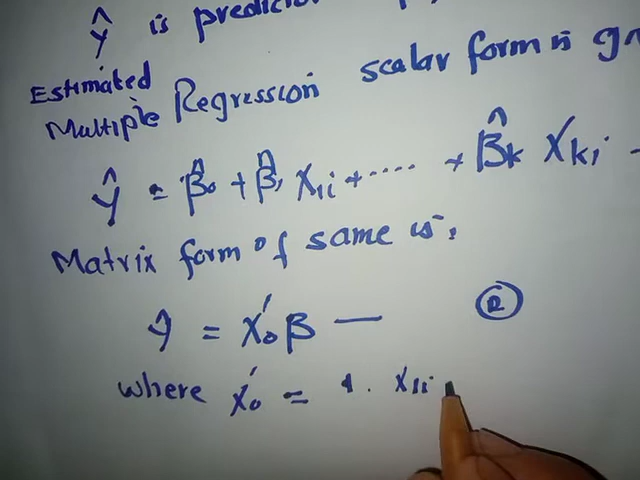 Ŷ is
Estimated
Multiple Regression scalar form is
Ŷ = β̂₀ + β̂₁ X₁ᵢ + ..... + β̂k Xkᵢ -
Matrix form of same is,
ŷ = X₀′β — (2)
where X₀′ = 1. X₁ᵢ